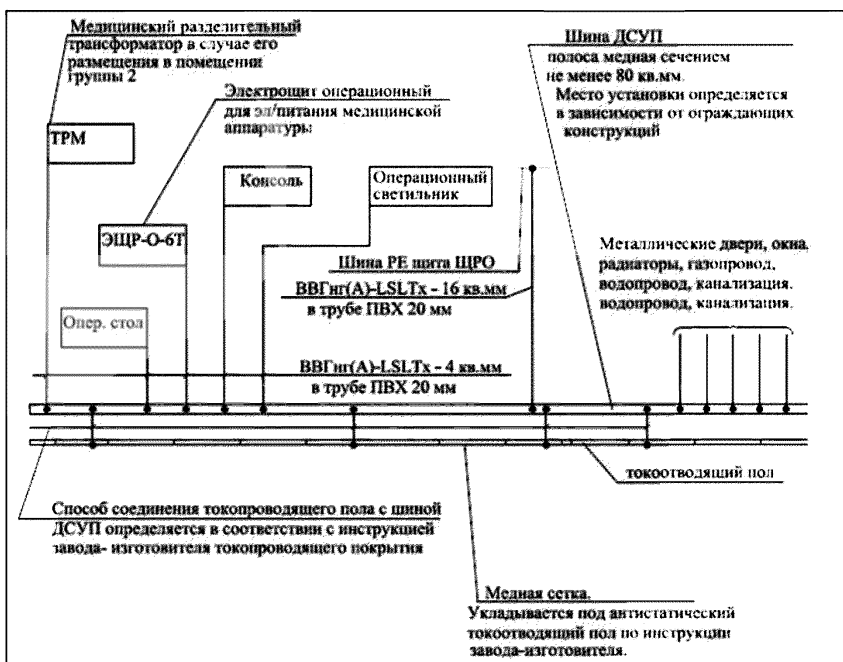 Медицинский разделительный
трансформатор в случае его
размещения в помещении
группы 2
Шина ДСУП
полоса медная сечением
не менее 80 кв.мм.
Место установки определяется
в зависимости от ограждающих
конструкций
Электрощит операционный
для эл/питания медицинской
аппаратуры
ТРМ
Консоль
Операционный
светильник
ЭЩР-О-6Т
Шина РЕ щита ЩРО
ВВГнг(А)-LSLTx - 16 кв.мм
в трубе ПВХ 20 мм
Металлические двери, окна,
радиаторы, газопровод,
водопровод, канализация.
водопровод, канализация.
Опер. стол
ВВГнг(А)-LSLTx - 4 кв.мм
в трубе ПВХ 20 мм
токоотводящий пол
Способ соединения токопроводящего пола с шиной
ДСУП определяется в соответствии с инструкцией
завода- изготовителя токопроводящего покрытия
Медная сетка.
Укладывается под антистатический
токоотводящий пол по инструкции
завода-изготовителя.